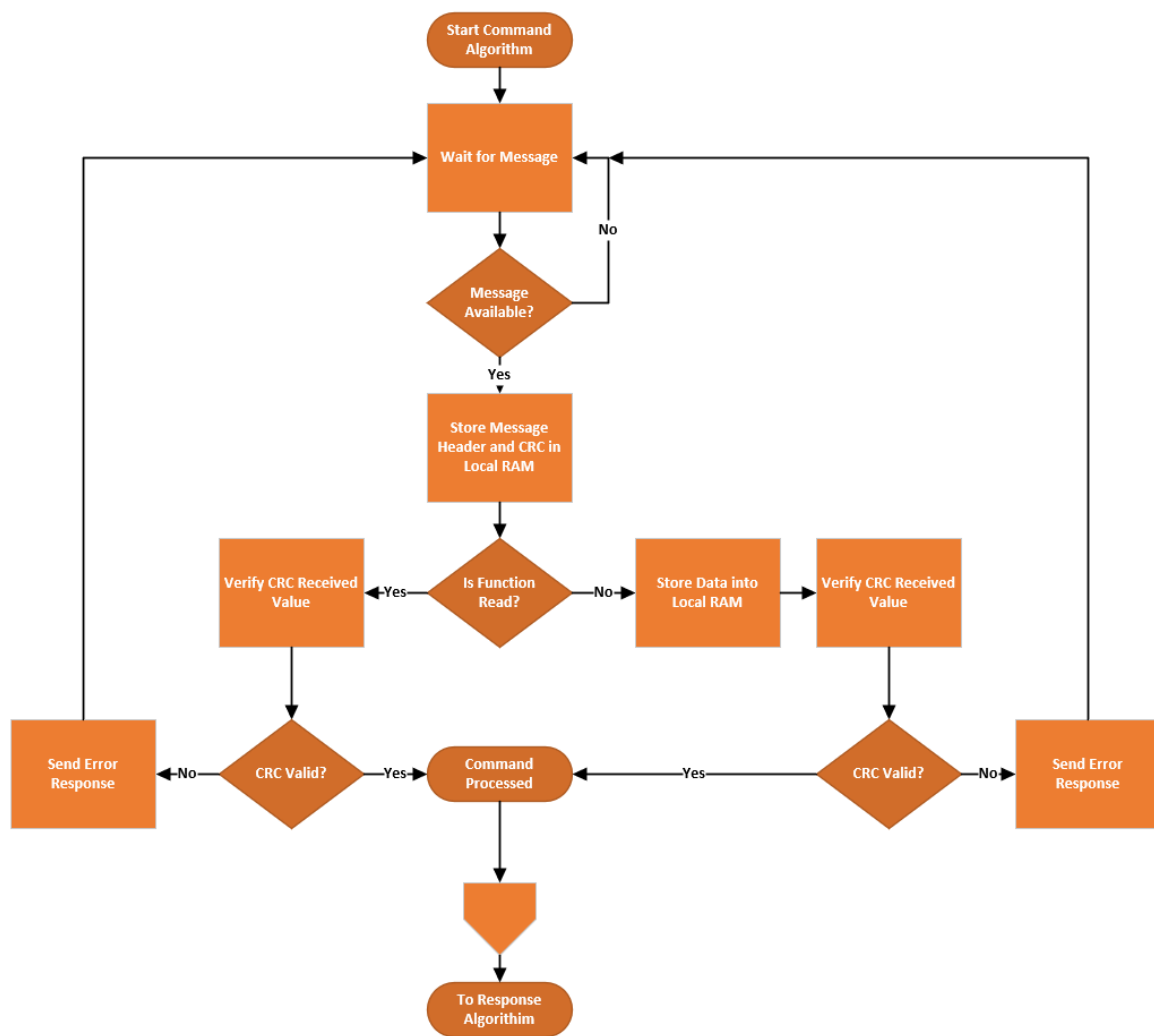 Start Command
Algorithm
Wait for Message
No
Message
Available?
Yes
Store Message
Header and CRC in
Local RAM
Verify CRC Received
Value
Yes
Is Function
Read?
No
Store Data into
Local RAM
Verify CRC Received
Value
Send Error
Response
No
CRC Valid?
Yes
Command
Processed
Yes
CRC Valid?
No
Send Error
Response
To Response
Algorithim